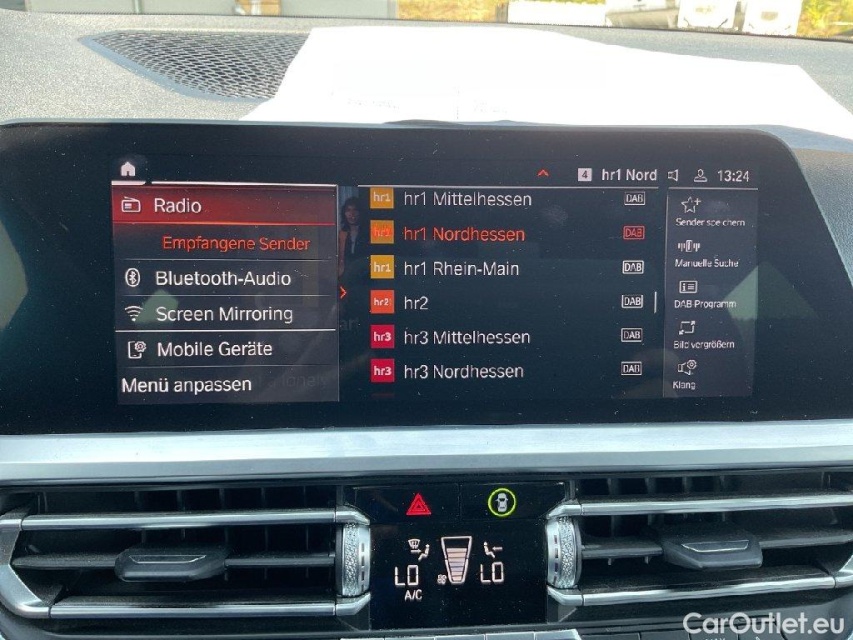 4 hr1 Nord 13:24
Radio
Empfangene Sender
Bluetooth-Audio
Screen Mirroring
Mobile Geräte
Menü anpassen
hr1 hr1 Mittelhessen DAB
hr1 hr1 Nordhessen DAB
hr1 hr1 Rhein-Main DAB
hr2 hr2 DAB
hr3 hr3 Mittelhessen DAB
hr3 hr3 Nordhessen DAB
Sender speichern
Manuelle Suche
DAB Programm
Bild vergrößern
Klang
LO LO
A/C
CarOutlet.eu